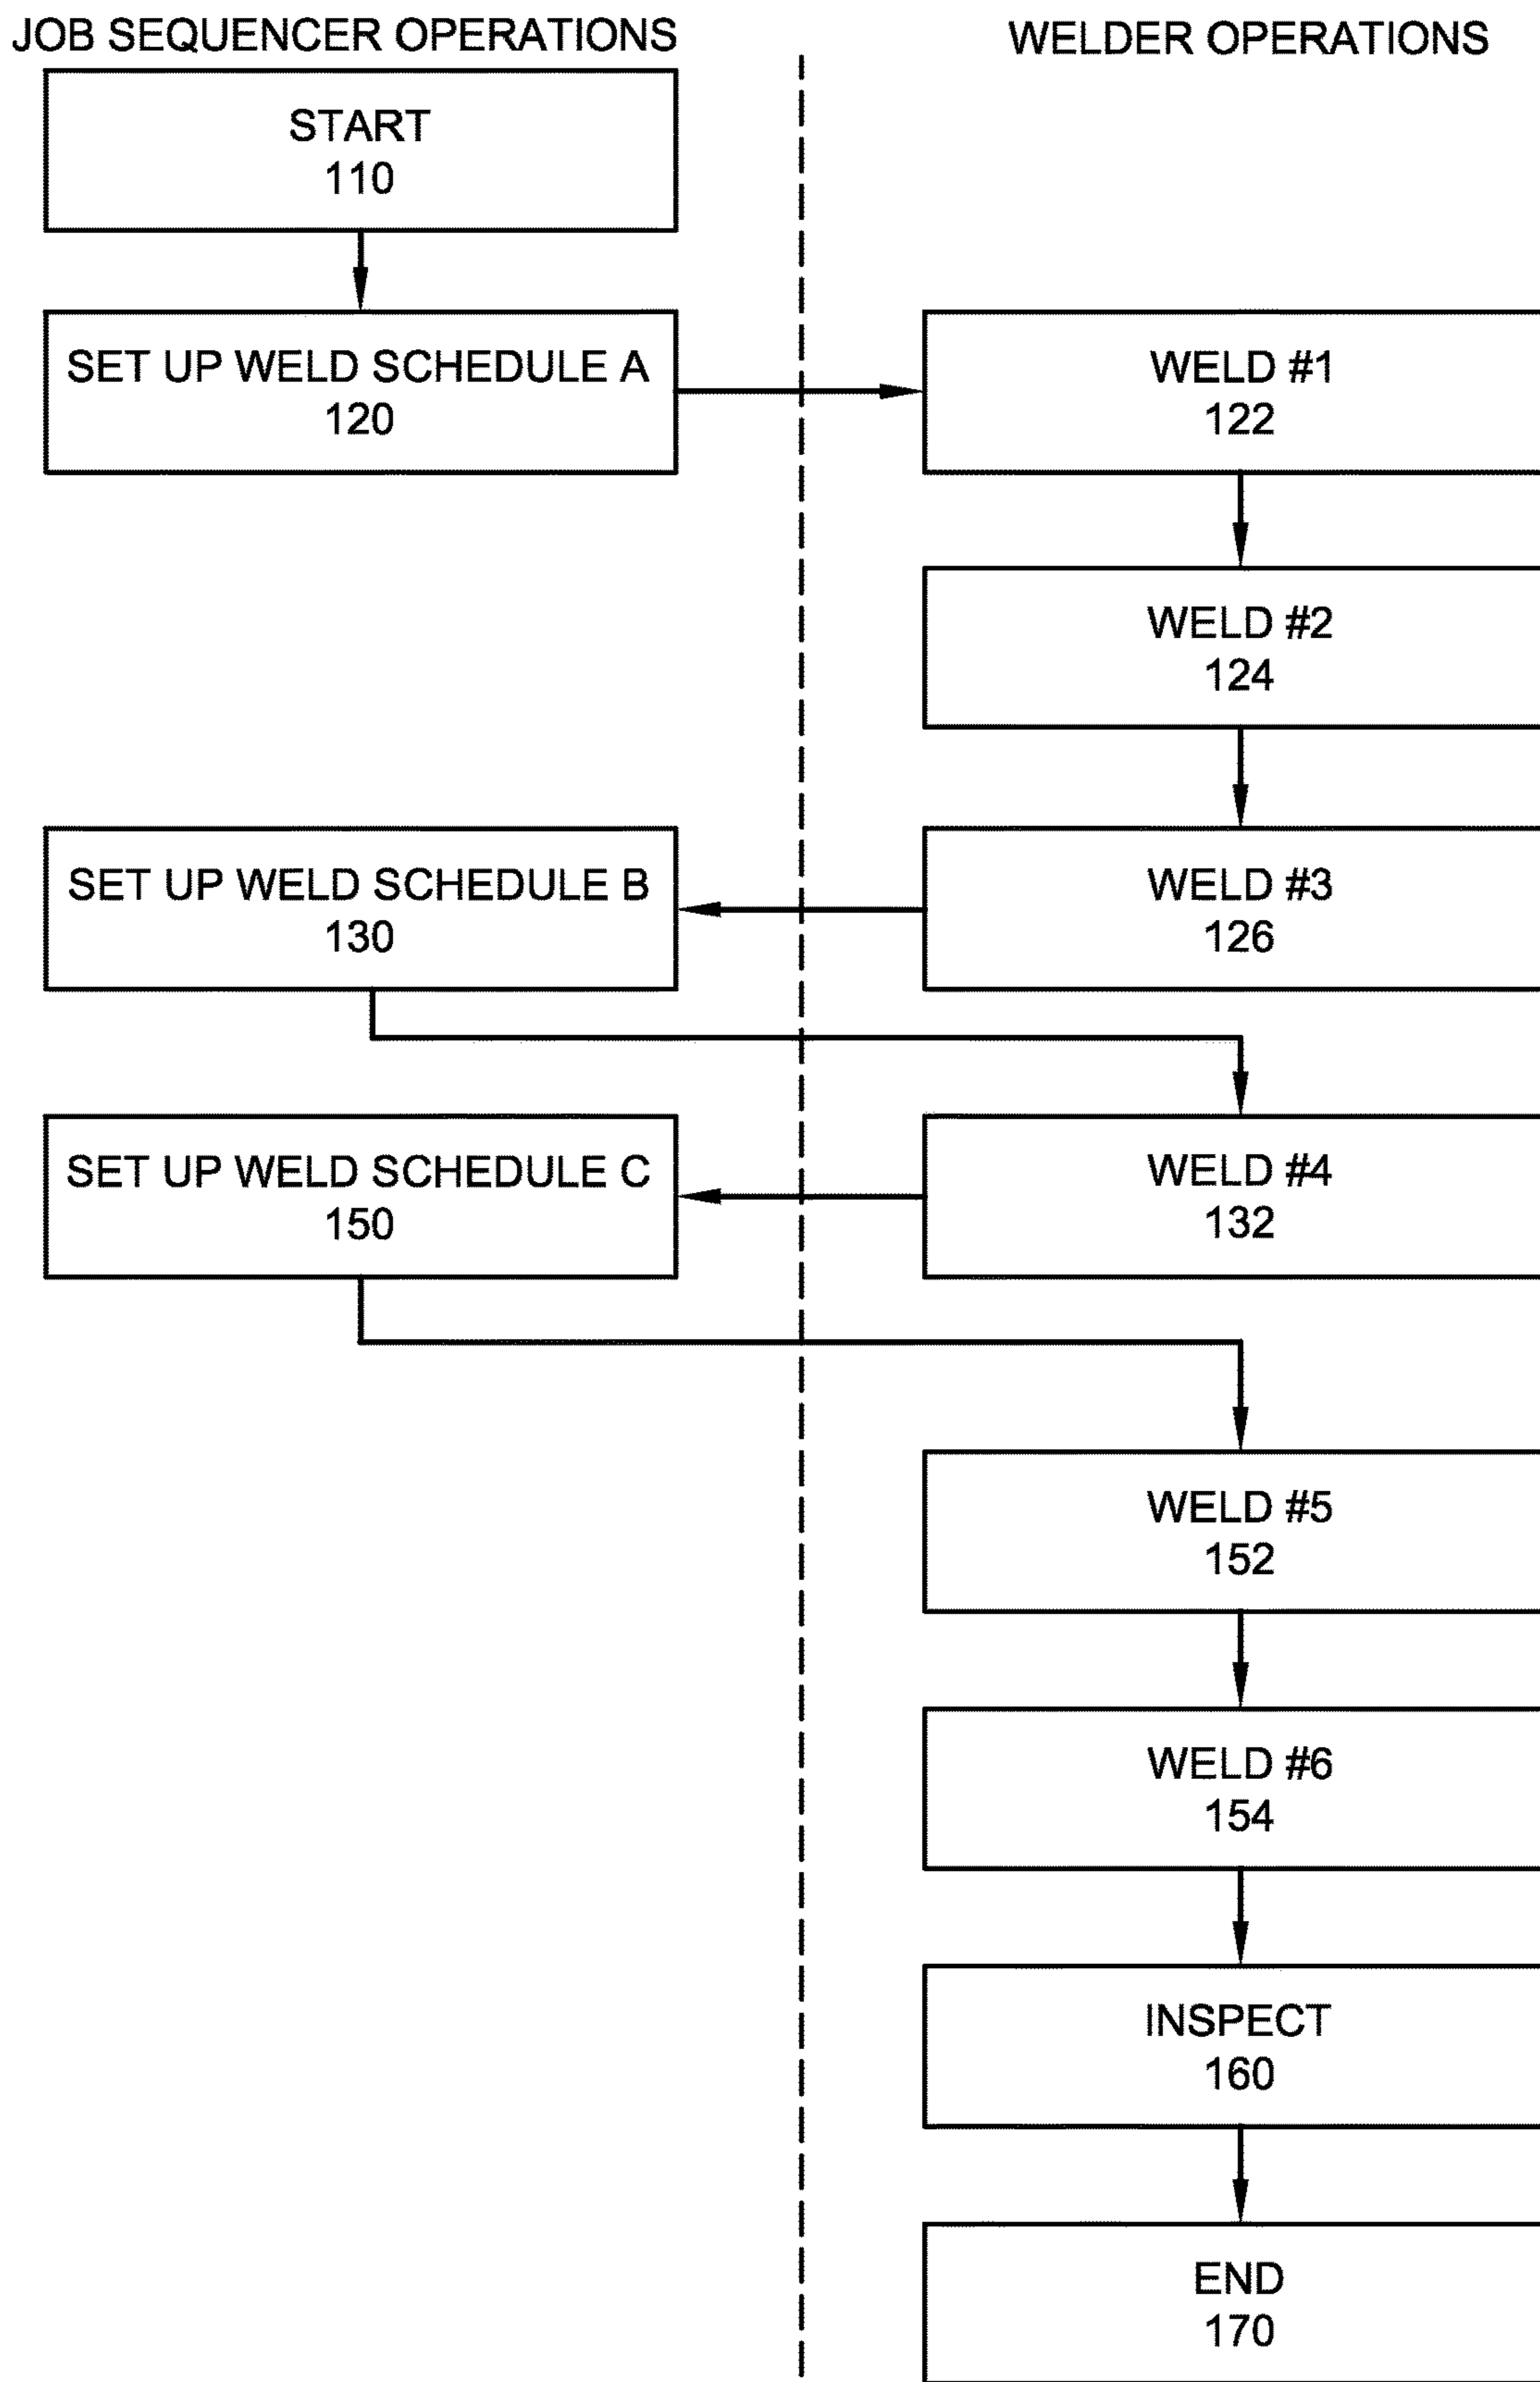 JOB SEQUENCER OPERATIONS
WELDER OPERATIONS
START
110
SET UP WELD SCHEDULE A
120
WELD #1
122
WELD #2
124
SET UP WELD SCHEDULE B
130
WELD #3
126
SET UP WELD SCHEDULE C
150
WELD #4
132
WELD #5
152
WELD #6
154
INSPECT
160
END
170